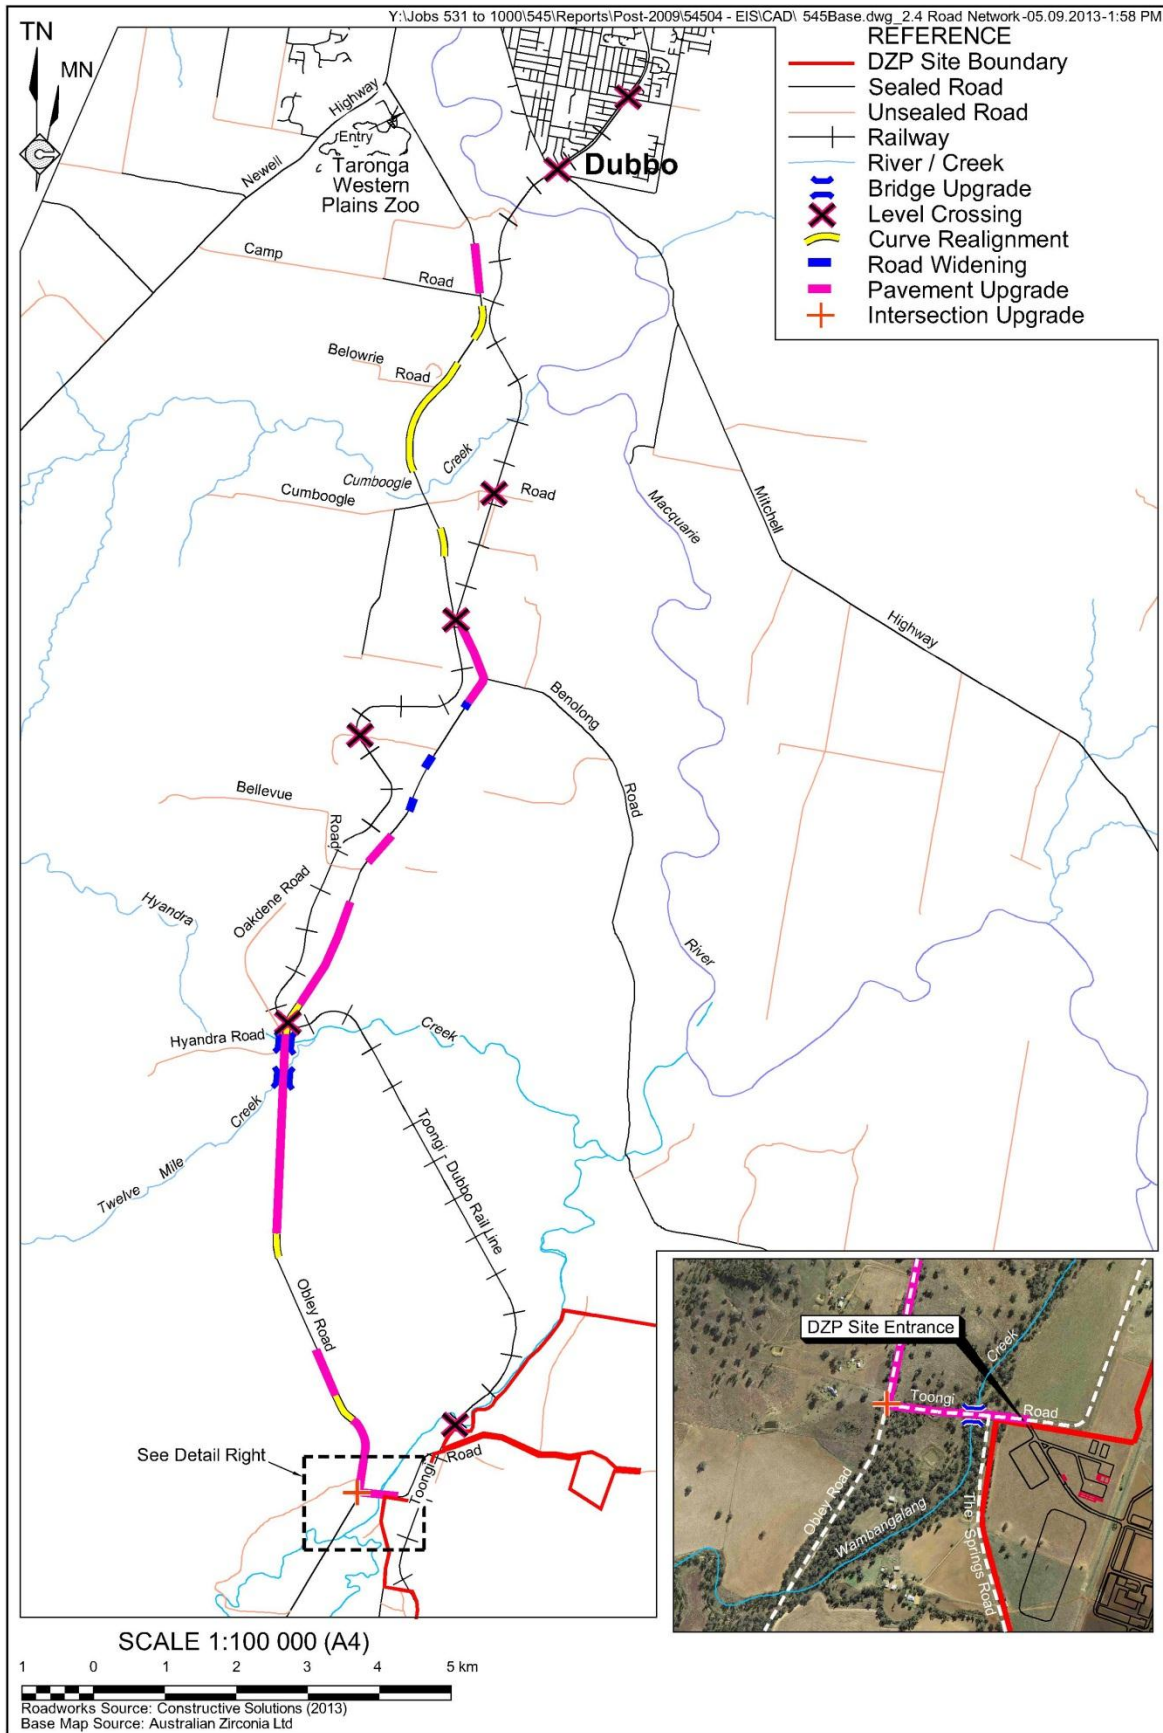 Y:\Jobs 531 to 1000\545\Reports\Post-2009\54504 - EIS\CAD\ 545Base.dwg_2.4 Road Network-05.09.2013-1:58 PM
TN
MN
REFERENCE
DZP Site Boundary
Sealed Road
Unsealed Road
Railway
River / Creek
Bridge Upgrade
Level Crossing
Curve Realignment
Road Widening
Pavement Upgrade
Intersection Upgrade
Newell
Highway
Entry
Taronga
Western
Plains Zoo
Dubbo
Camp
Road
Belowrie
Road
Creek
Cumboogle
Cumboogle
Road
Macquarie
Mitchell
Highway
Benolong
Road
Bellevue
Road
Oakdene Road
Hyandra
River
Hyandra Road
Creek
Creek
Mile
Twelve
Toongi - Dubbo Rail Line
Obley Road
See Detail Right
Toongi
Road
DZP Site Entrance
Creek
Toongi
Road
Obley Road
Wambangalang
The Springs Road
SCALE 1:100 000 (A4)
1 0 1 2 3 4 5 km
Roadworks Source: Constructive Solutions (2013)
Base Map Source: Australian Zirconia Ltd